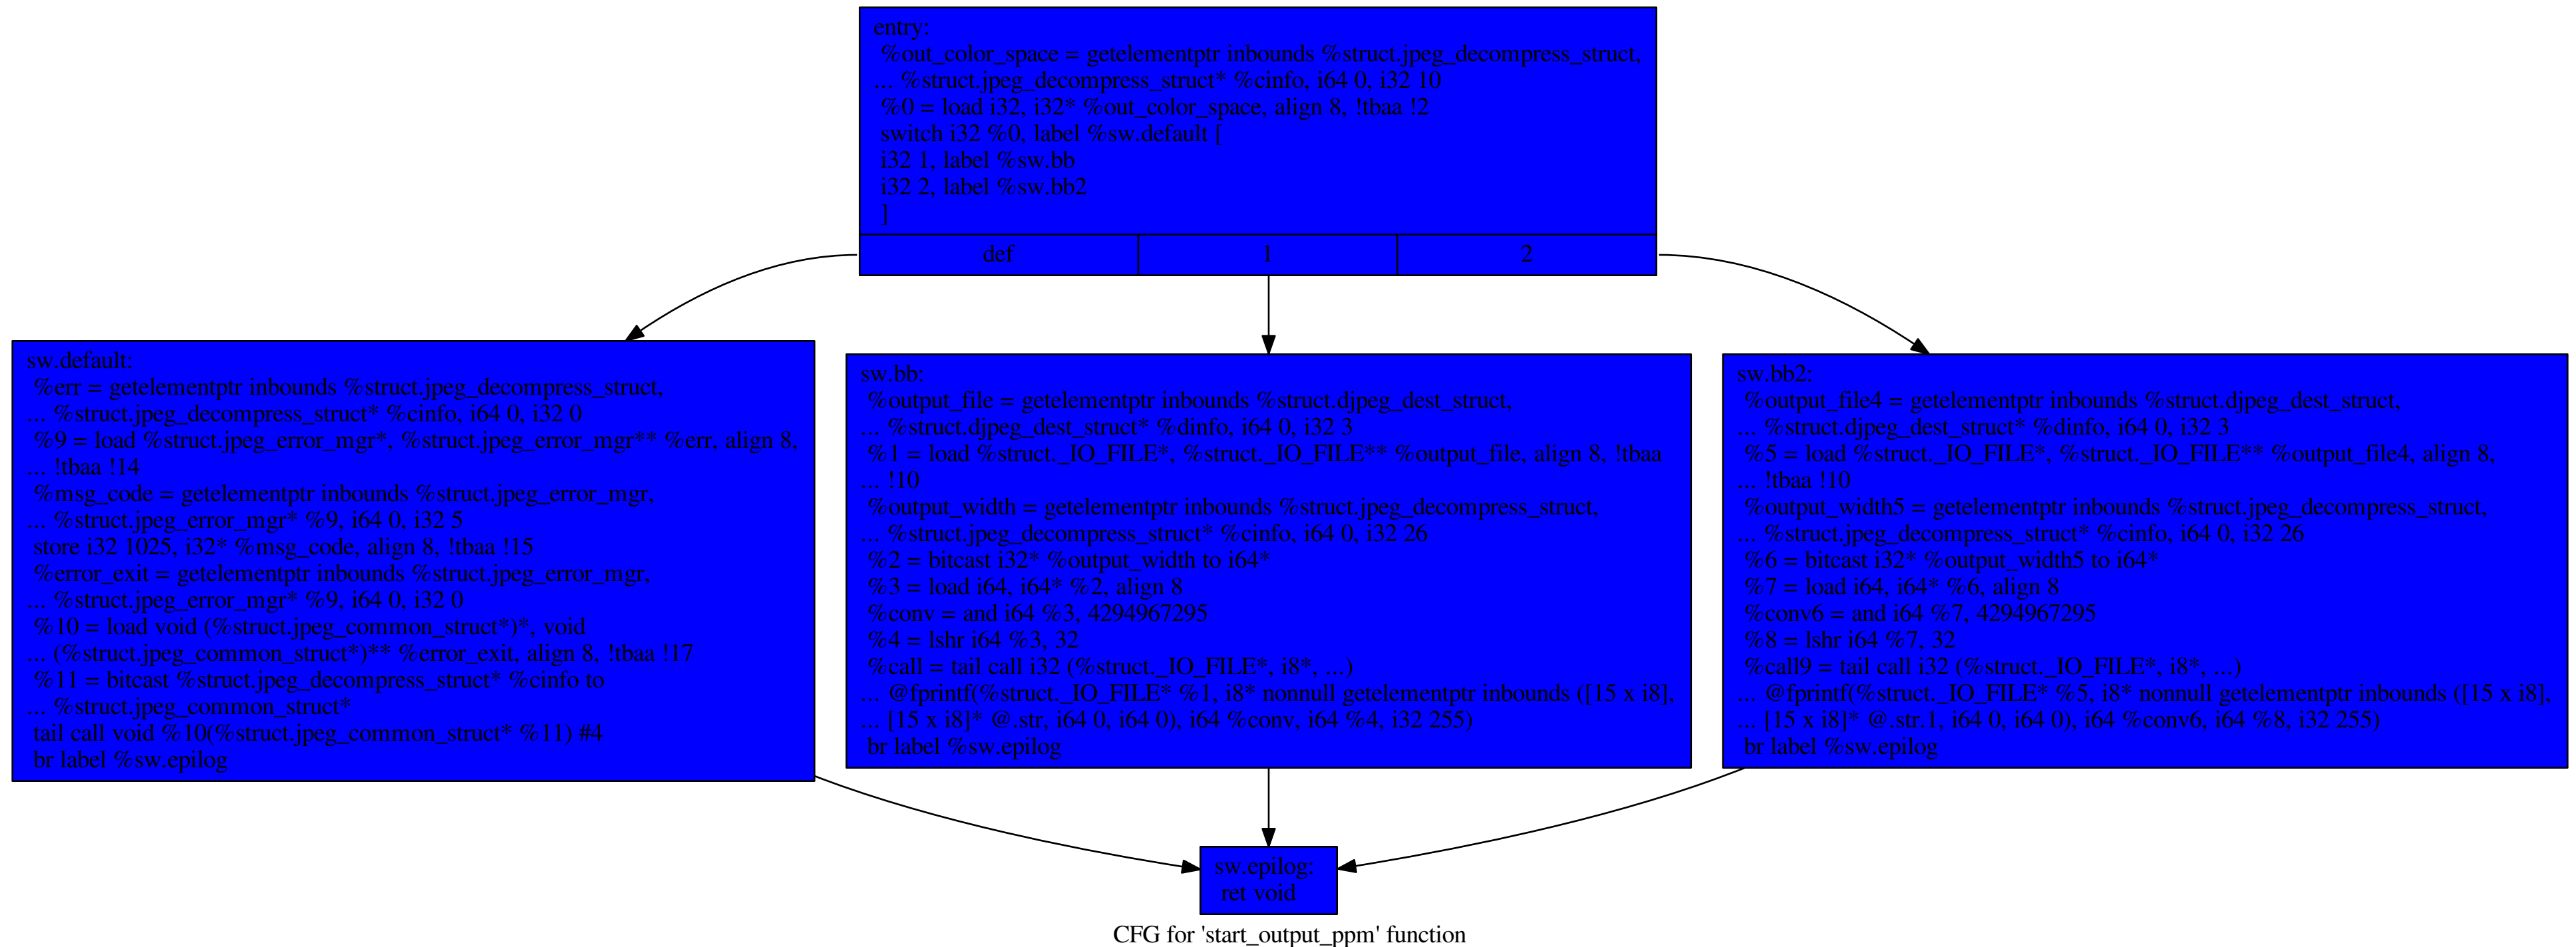 entry:
%out_color_space = getelementptr inbounds %struct.jpeg_decompress_struct,
... %struct.jpeg_decompress_struct* %cinfo, i64 0, i32 10
%0 = load i32, i32* %out_color_space, align 8, !tbaa !2
switch i32 %0, label %sw.default [
i32 1, label %sw.bb
i32 2, label %sw.bb2
]
def
1
2
sw.default:
%err = getelementptr inbounds %struct.jpeg_decompress_struct,
... %struct.jpeg_decompress_struct* %cinfo, i64 0, i32 0
%9 = load %struct.jpeg_error_mgr*, %struct.jpeg_error_mgr** %err, align 8,
... !tbaa !14
%msg_code = getelementptr inbounds %struct.jpeg_error_mgr,
... %struct.jpeg_error_mgr* %9, i64 0, i32 5
store i32 1025, i32* %msg_code, align 8, !tbaa !15
%error_exit = getelementptr inbounds %struct.jpeg_error_mgr,
... %struct.jpeg_error_mgr* %9, i64 0, i32 0
%10 = load void (%struct.jpeg_common_struct*)*, void
... (%struct.jpeg_common_struct*)** %error_exit, align 8, !tbaa !17
%11 = bitcast %struct.jpeg_decompress_struct* %cinfo to
... %struct.jpeg_common_struct*
tail call void %10(%struct.jpeg_common_struct* %11) #4
br label %sw.epilog
sw.bb:
%output_file = getelementptr inbounds %struct.djpeg_dest_struct,
... %struct.djpeg_dest_struct* %dinfo, i64 0, i32 3
%1 = load %struct._IO_FILE*, %struct._IO_FILE** %output_file, align 8, !tbaa
... !10
%output_width = getelementptr inbounds %struct.jpeg_decompress_struct,
... %struct.jpeg_decompress_struct* %cinfo, i64 0, i32 26
%2 = bitcast i32* %output_width to i64*
%3 = load i64, i64* %2, align 8
%conv = and i64 %3, 4294967295
%4 = lshr i64 %3, 32
%call = tail call i32 (%struct._IO_FILE*, i8*, ...)
... @fprintf(%struct._IO_FILE* %1, i8* nonnull getelementptr inbounds ([15 x i8],
... [15 x i8]* @.str, i64 0, i64 0), i64 %conv, i64 %4, i32 255)
br label %sw.epilog
sw.bb2:
%output_file4 = getelementptr inbounds %struct.djpeg_dest_struct,
... %struct.djpeg_dest_struct* %dinfo, i64 0, i32 3
%5 = load %struct._IO_FILE*, %struct._IO_FILE** %output_file4, align 8,
... !tbaa !10
%output_width5 = getelementptr inbounds %struct.jpeg_decompress_struct,
... %struct.jpeg_decompress_struct* %cinfo, i64 0, i32 26
%6 = bitcast i32* %output_width5 to i64*
%7 = load i64, i64* %6, align 8
%conv6 = and i64 %7, 4294967295
%8 = lshr i64 %7, 32
%call9 = tail call i32 (%struct._IO_FILE*, i8*, ...)
... @fprintf(%struct._IO_FILE* %5, i8* nonnull getelementptr inbounds ([15 x i8],
... [15 x i8]* @.str.1, i64 0, i64 0), i64 %conv6, i64 %8, i32 255)
br label %sw.epilog
sw.epilog:
ret void
CFG for 'start_output_ppm' function